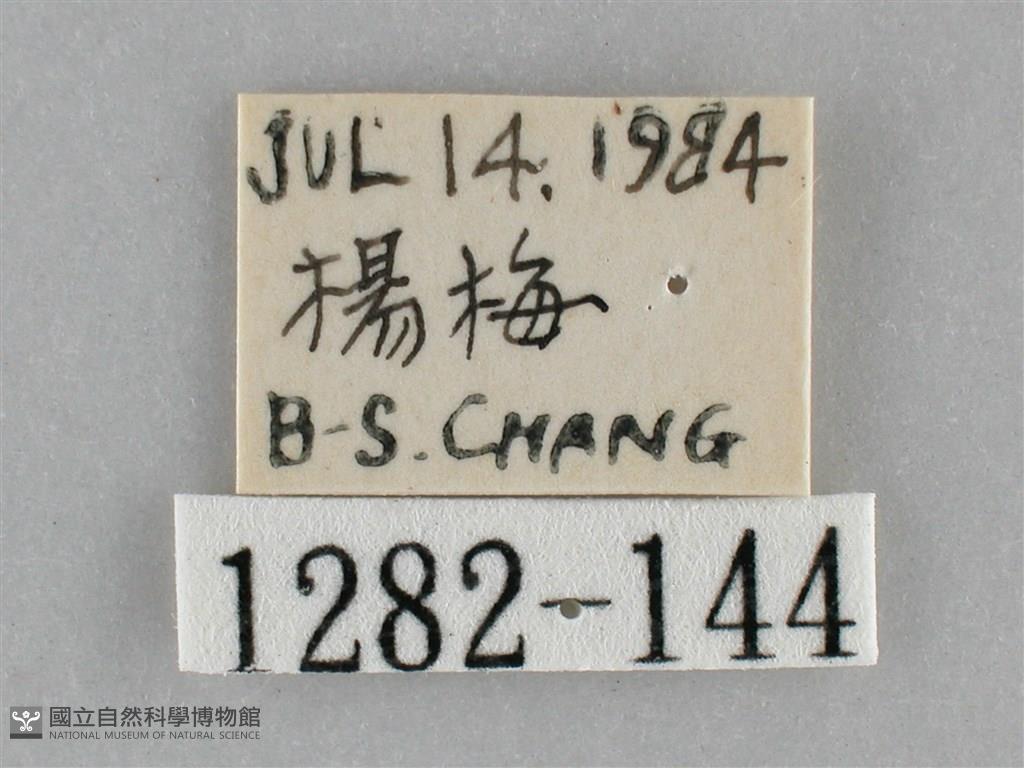 JUL 14. 1984
楊梅
B-S. CHANG
1282-144
國立自然科學博物館
NATIONAL MUSEUM OF NATURAL SCIENCE